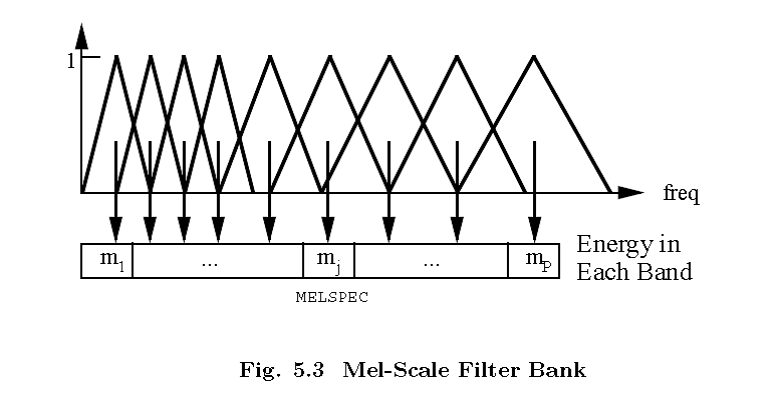 1
freq
m1 ... mj ... mP
Energy in
Each Band
MELSPEC
Fig. 5.3 Mel-Scale Filter Bank